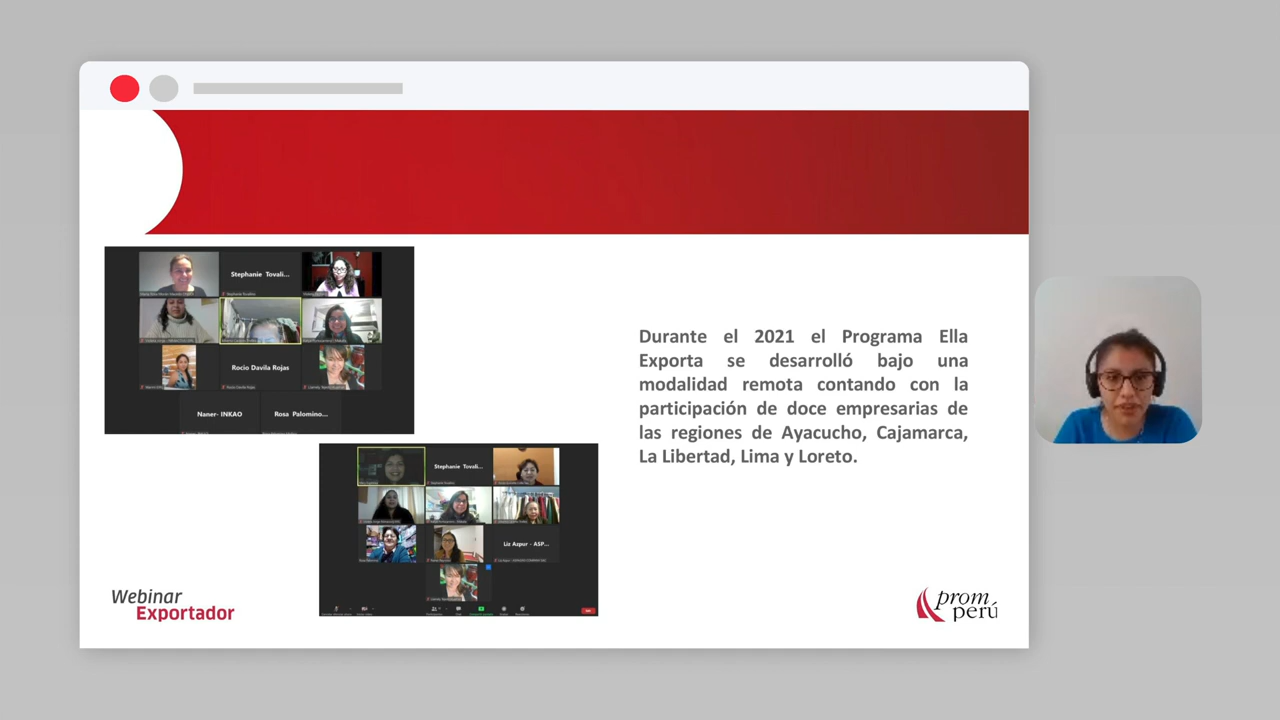 Stephanie Tovali...
Rocio Davila Rojas
Naner- INKAO
Rosa Palomino...
Stephanie Tovali...
Liz Azpur - ASP...
Durante el 2021 el Programa Ella
Exporta se desarrolló bajo una
modalidad remota contando con la
participación de doce empresarias de
las regiones de Ayacucho, Cajamarca,
La Libertad, Lima y Loreto.
Webinar
Exportador
prom
perú